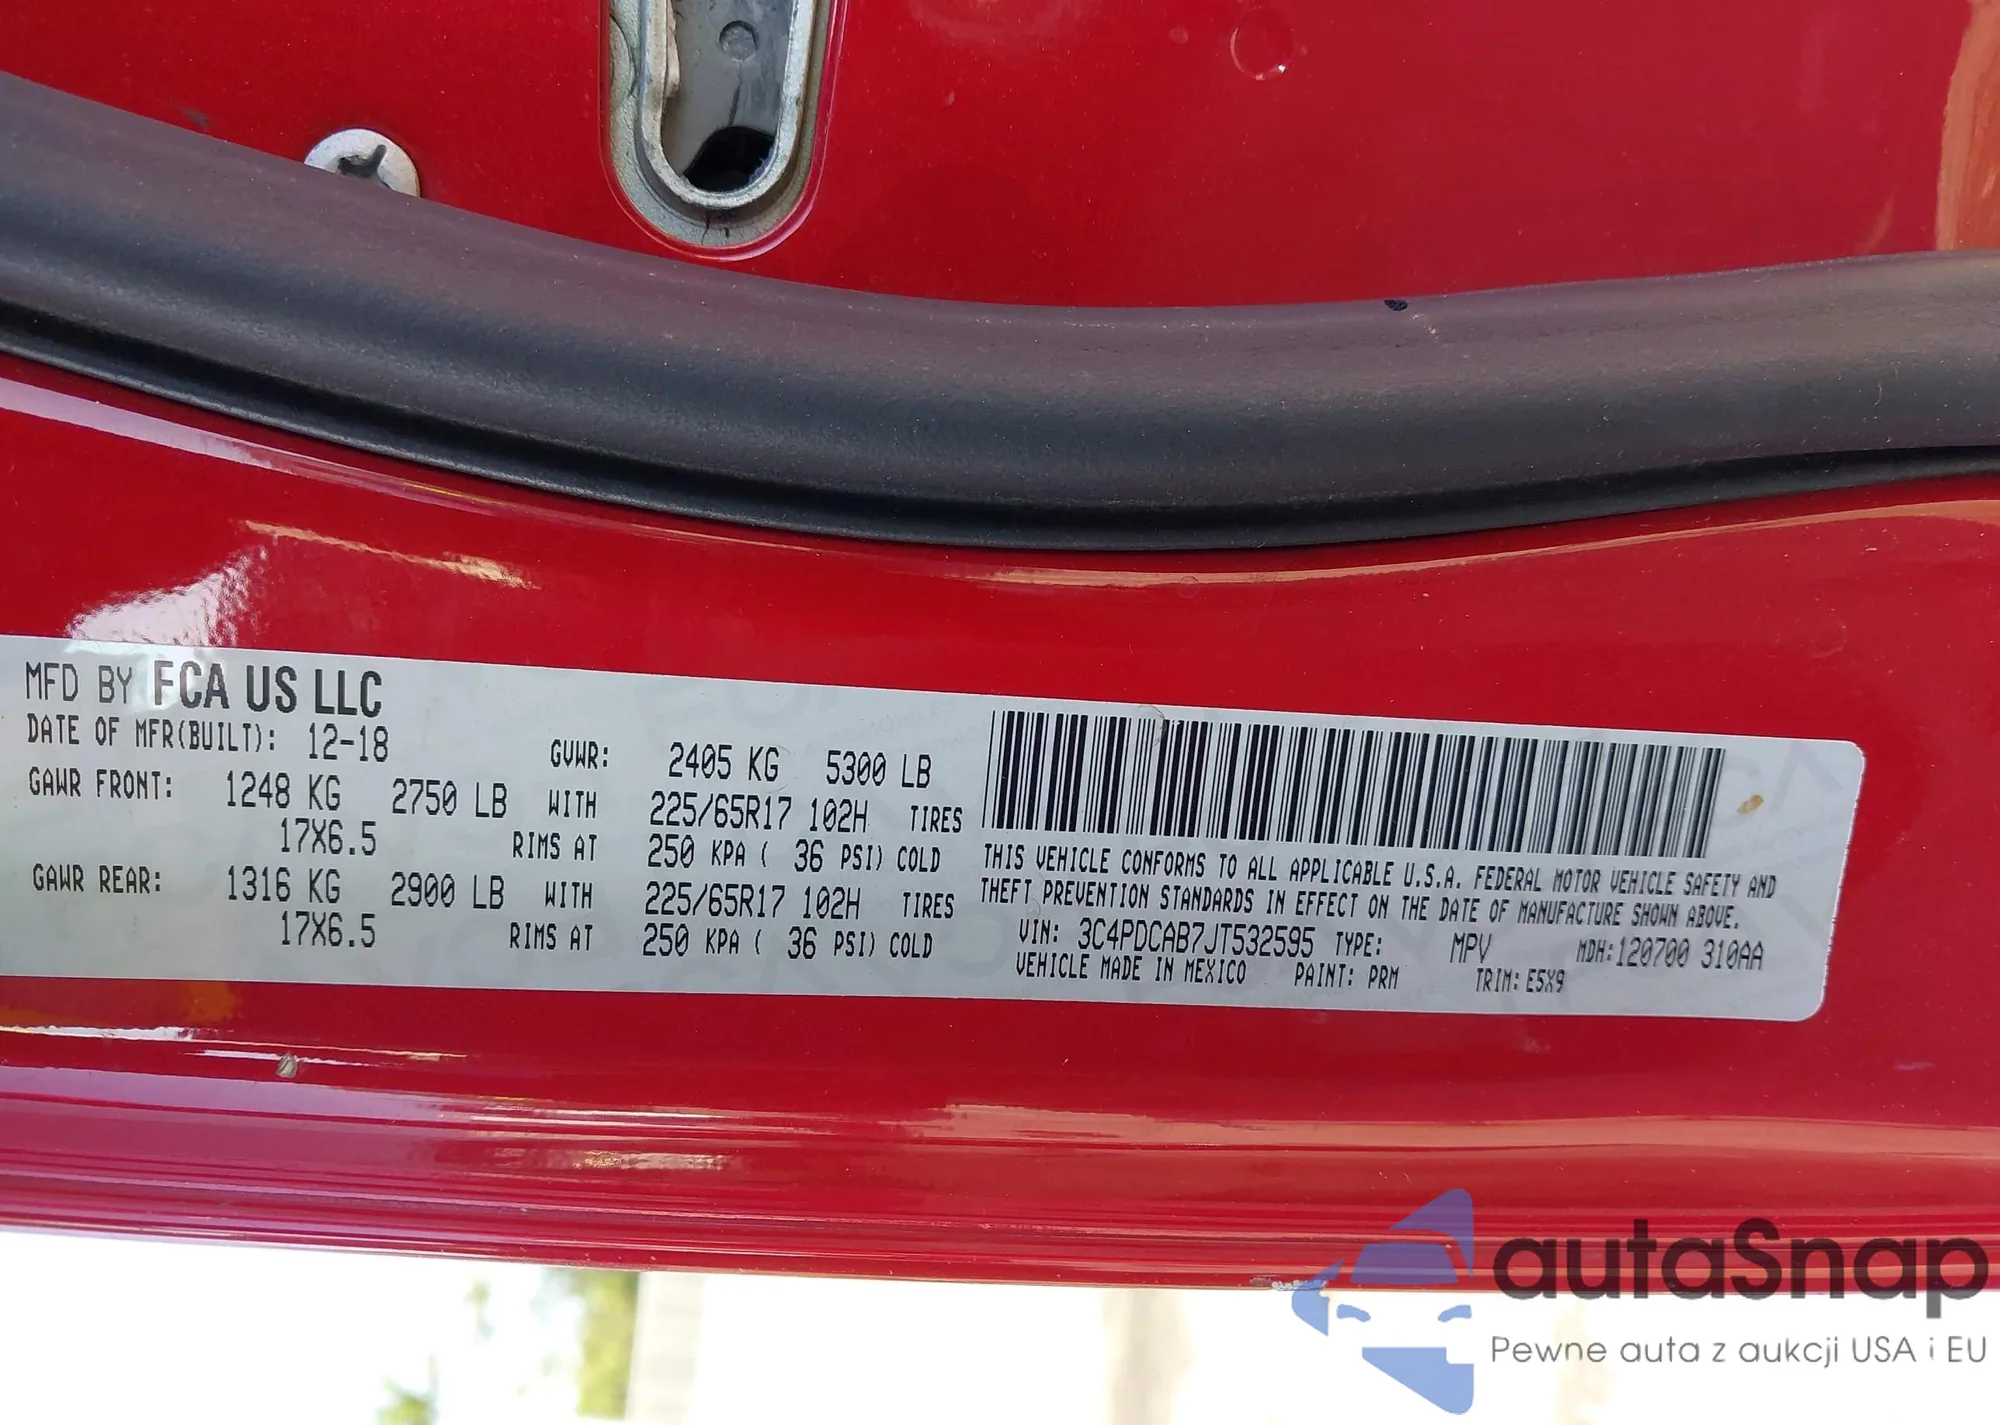 MFD BY FCA US LLC
DATE OF MFR(BUILT): 12-18 GVWR: 2405 KG 5300 LB
GAWR FRONT: 1248 KG 2750 LB WITH 225/65R17 102H TIRES
17X6.5 RIMS AT 250 KPA ( 36 PSI) COLD
GAWR REAR: 1316 KG 2900 LB WITH 225/65R17 102H TIRES
17X6.5 RIMS AT 250 KPA ( 36 PSI) COLD
THIS VEHICLE CONFORMS TO ALL APPLICABLE U.S.A. FEDERAL MOTOR VEHICLE SAFETY AND
THEFT PREVENTION STANDARDS IN EFFECT ON THE DATE OF MANUFACTURE SHOWN ABOVE.
VIN: 3C4PDCAB7JT532595 TYPE: MPV MDH:120700 310AA
VEHICLE MADE IN MEXICO PAINT: PRM TRIM: E5X9
autaSnap
Pewne auta z aukcji USA i EU